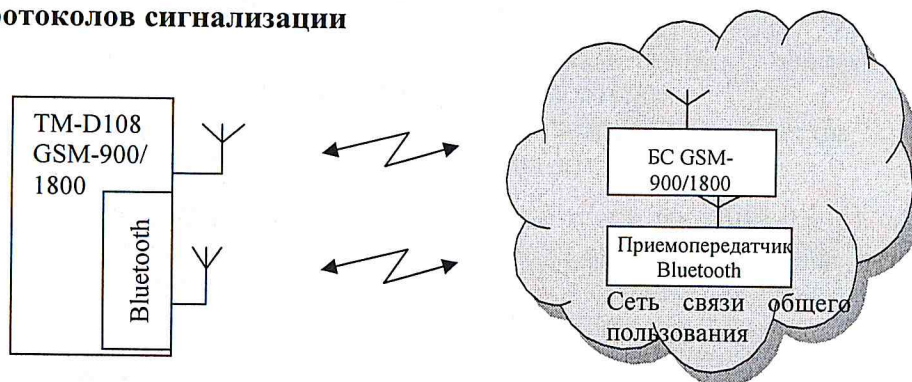 ротоколов сигнализации
TM-D108
GSM-900/
1800
Bluetooth
БС GSM-
900/1800
Приемопередатчик
Bluetooth
Сеть связи общего
пользования